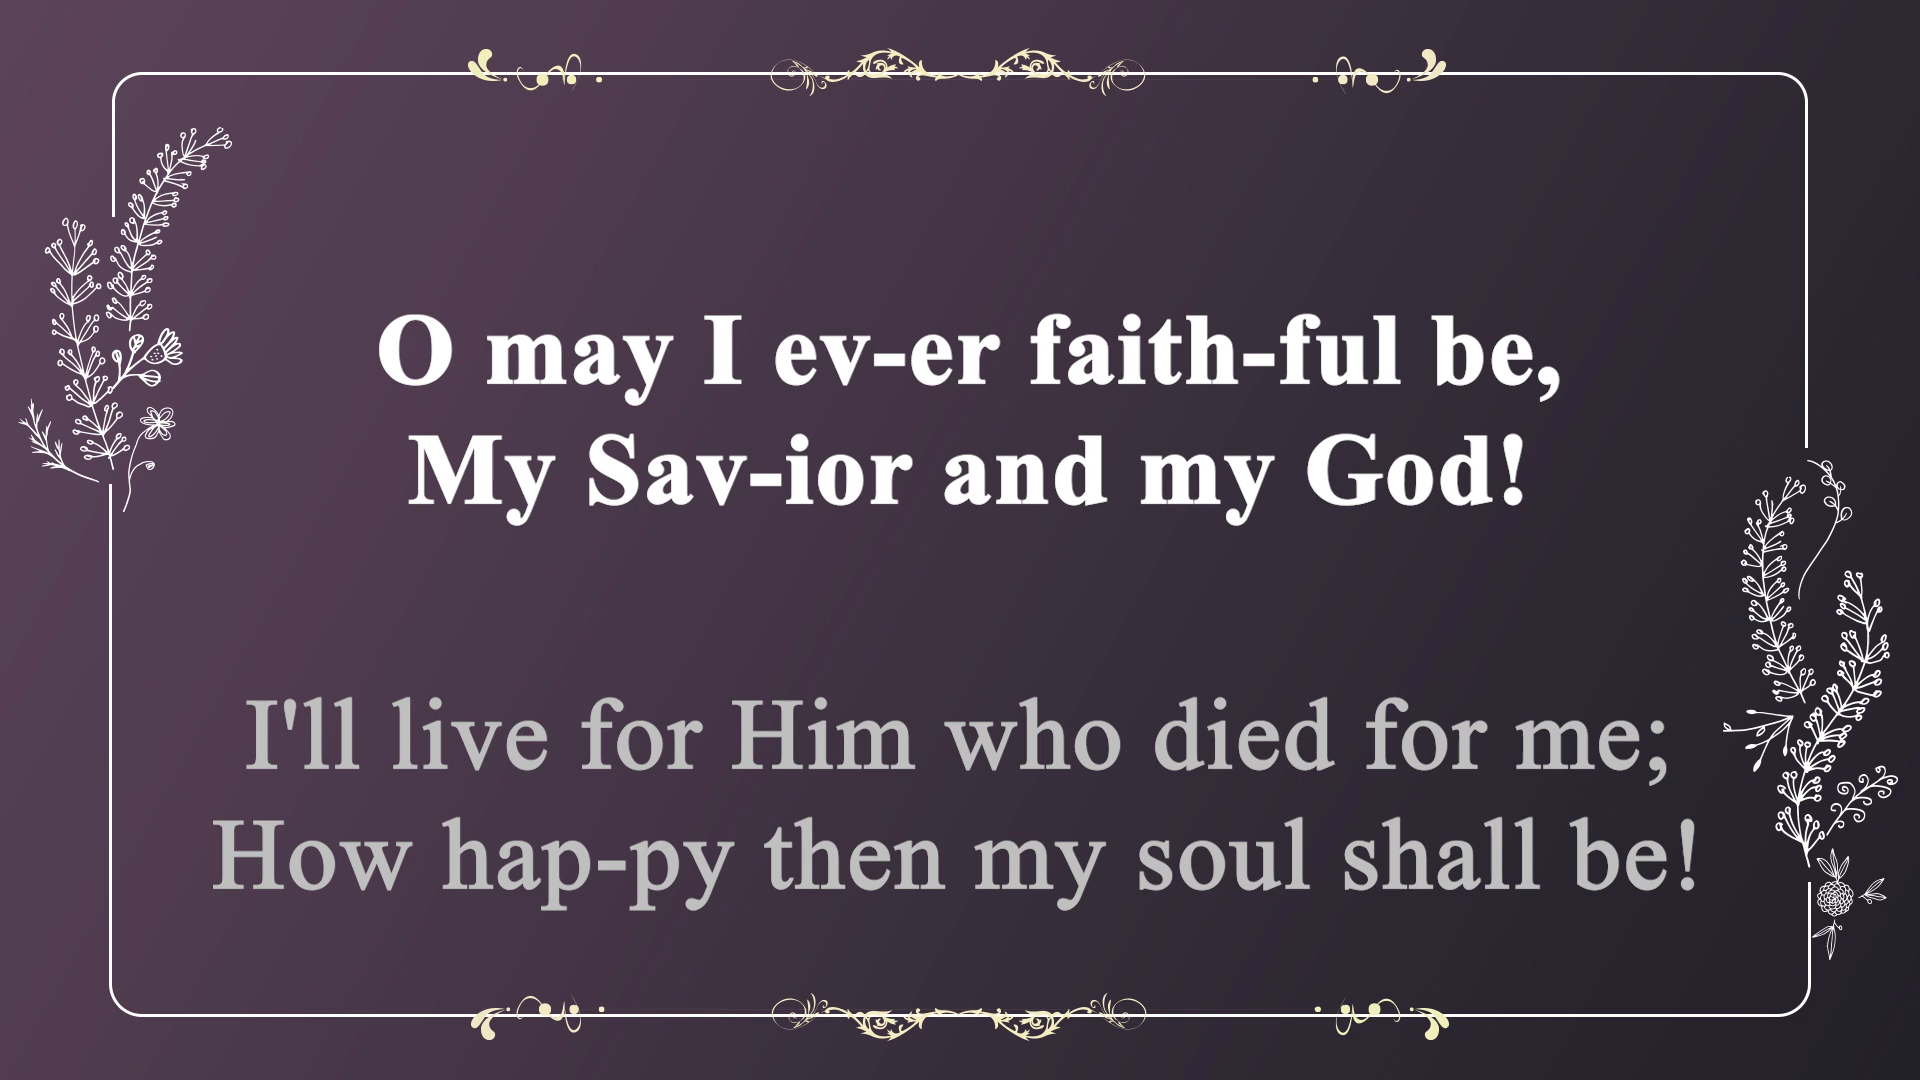 O may I ev-er faith-ful be,
My Sav-ior and my God!
I'll live for Him who died for me;
How hap-py then my soul shall be!